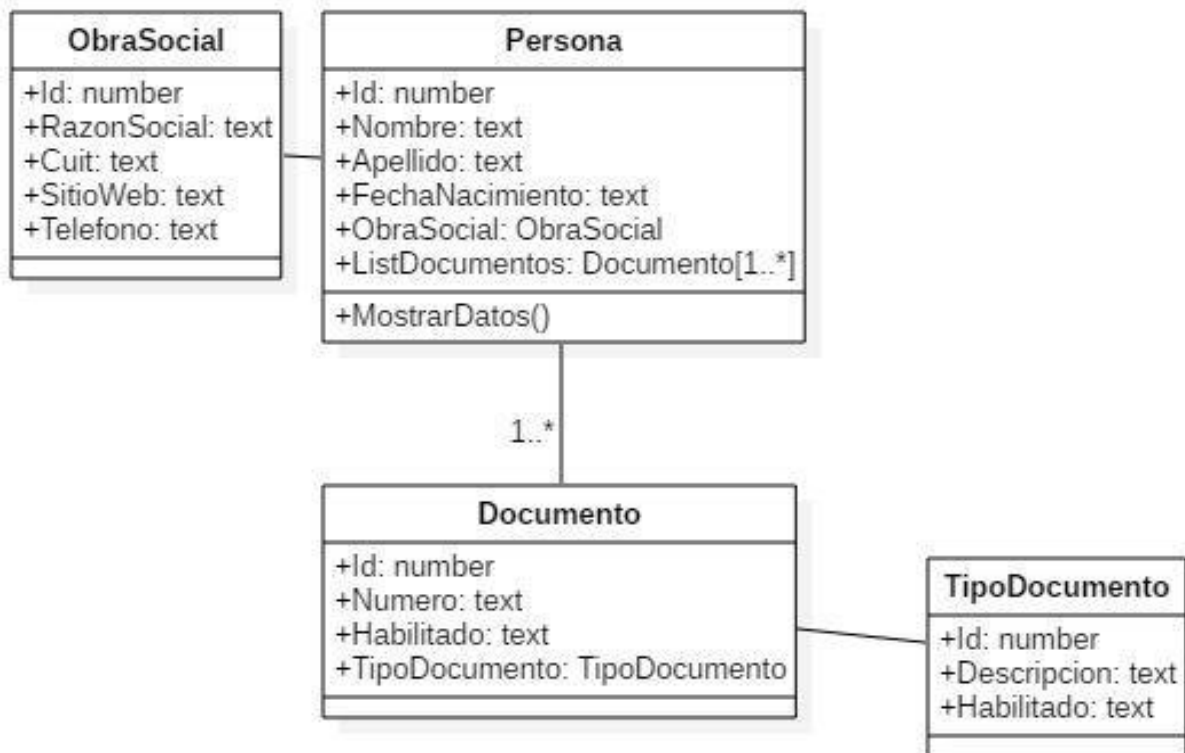 ObraSocial
+Id: number
+RazonSocial: text
+Cuit: text
+SitioWeb: text
+Telefono: text
Persona
+Id: number
+Nombre: text
+Apellido: text
+FechaNacimiento: text
+ObraSocial: ObraSocial
+ListDocumentos: Documento[1..*]
+MostrarDatos()
1..*
Documento
+Id: number
+Numero: text
+Habilitado: text
+TipoDocumento: TipoDocumento
TipoDocumento
+Id: number
+Descripcion: text
+Habilitado: text